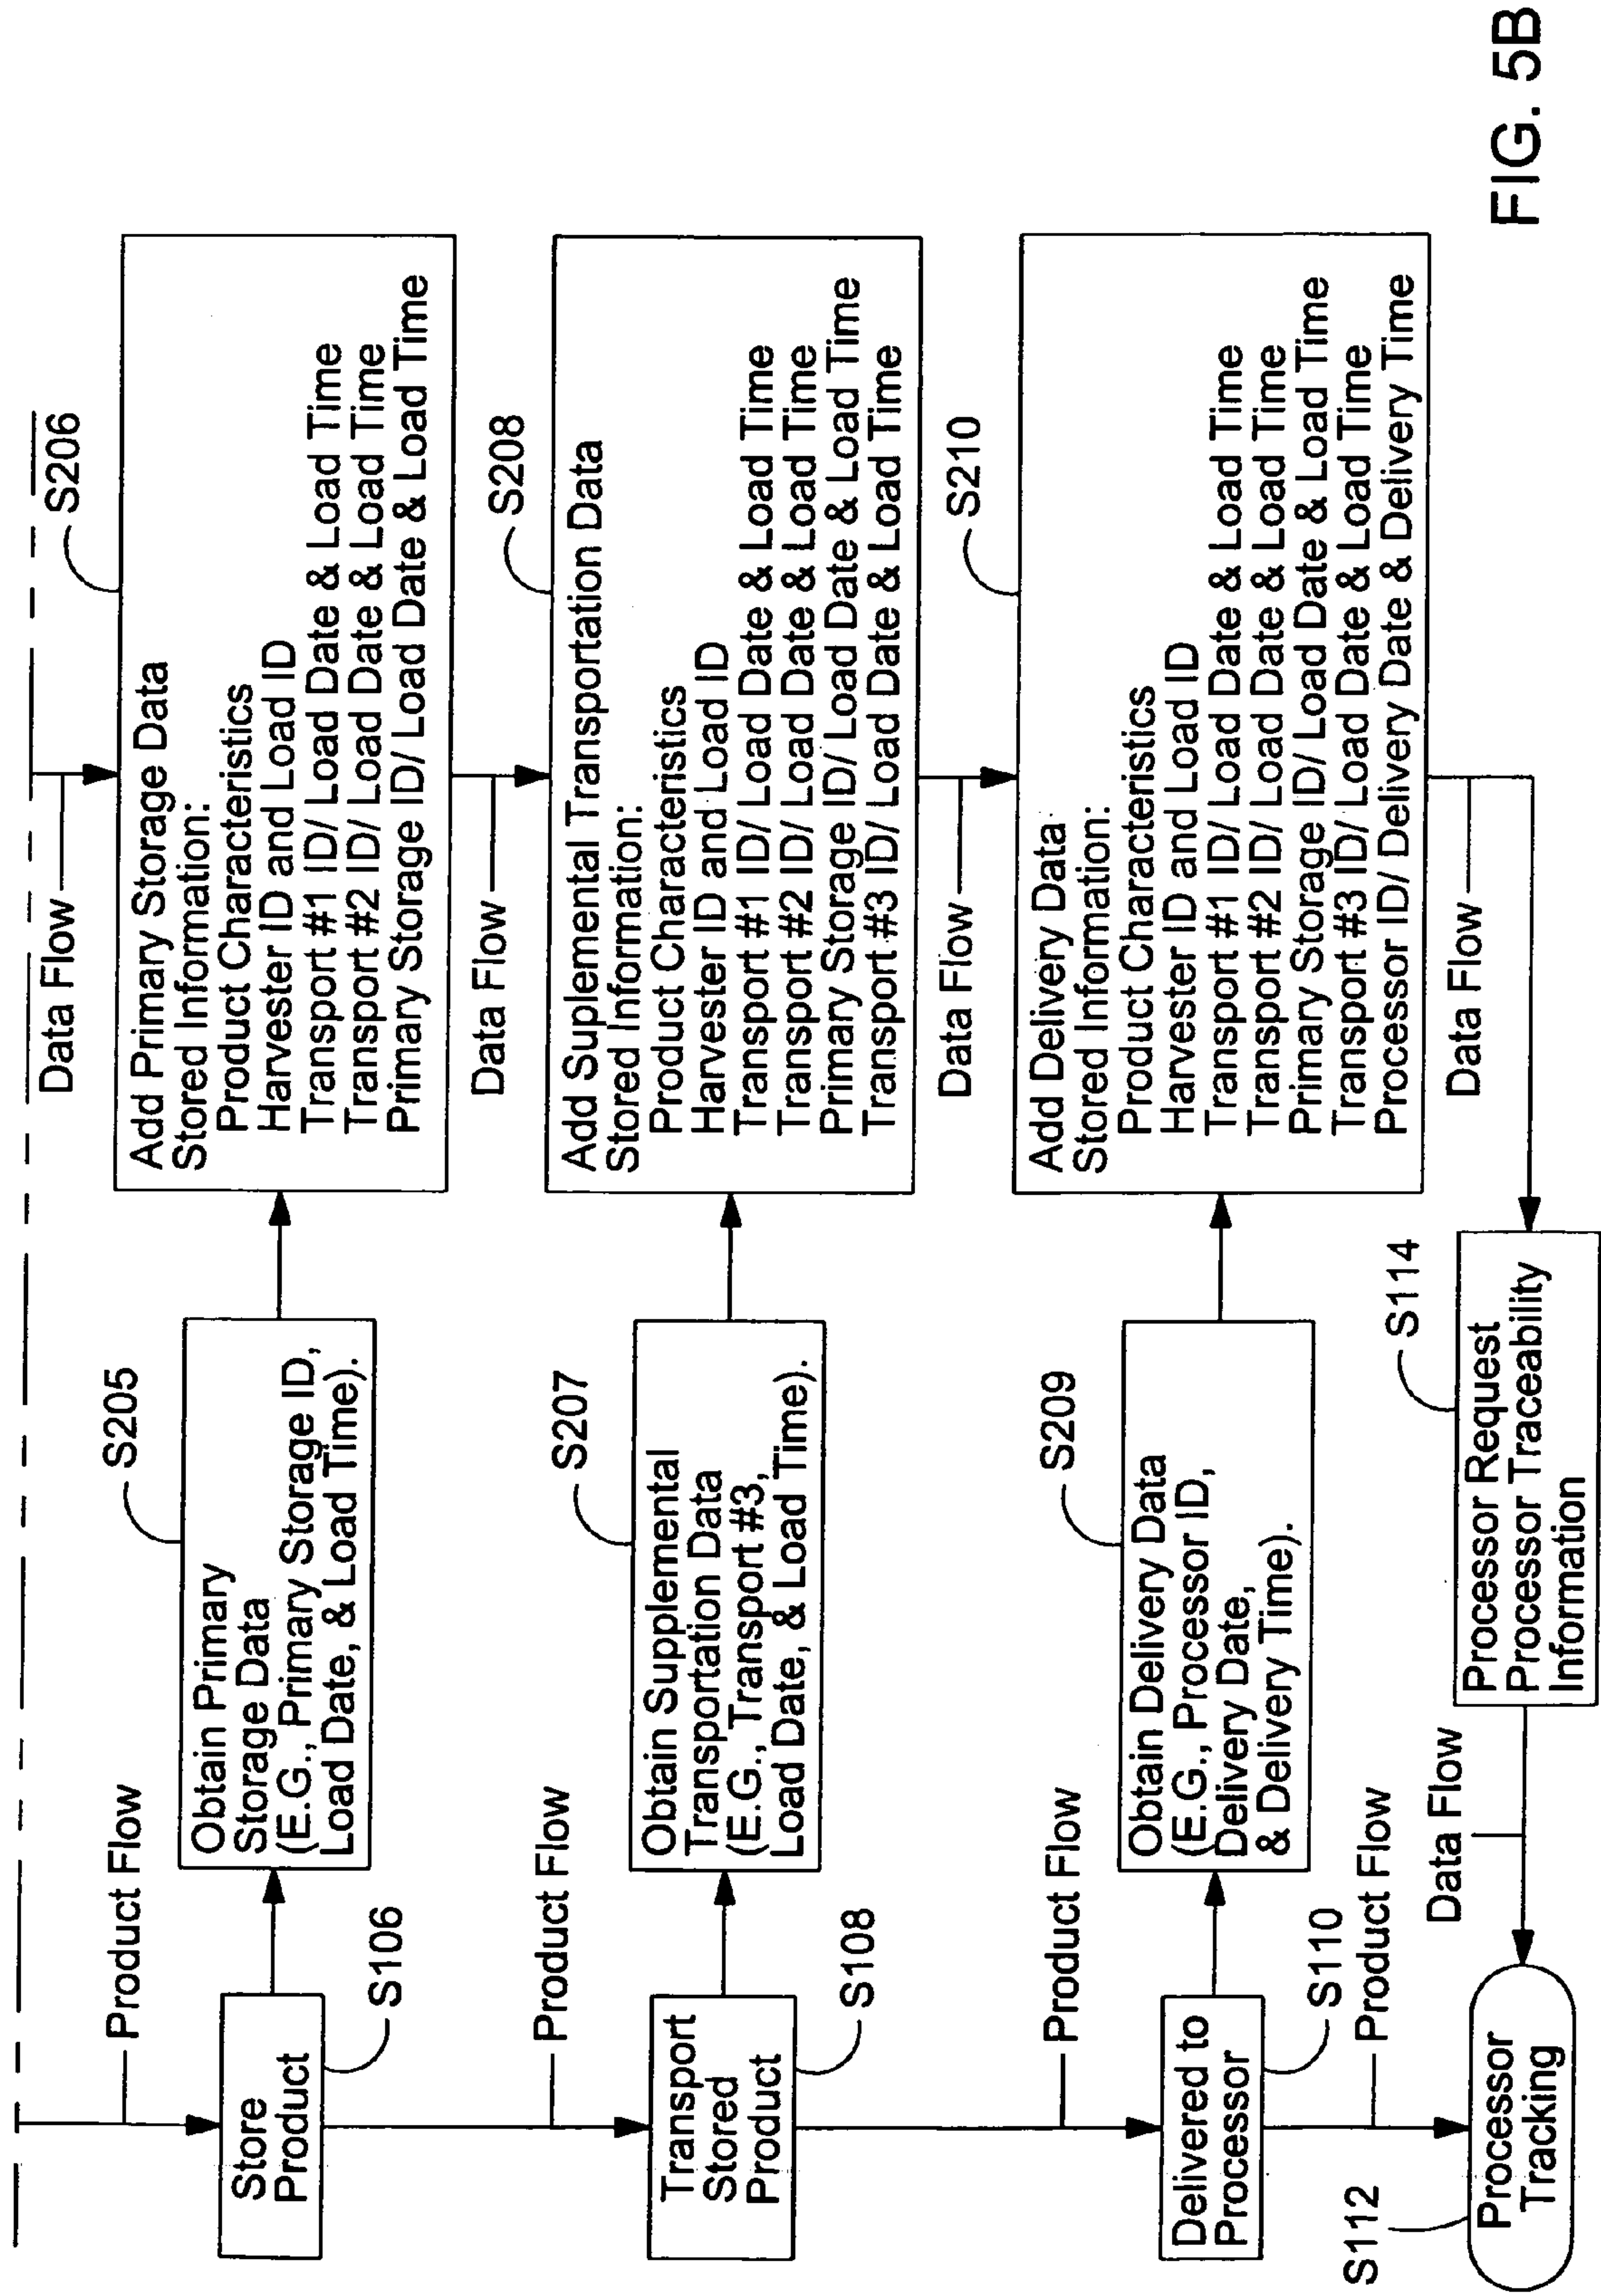 Product Flow
Data Flow
S206
Store
Product
S106
S205
Obtain Primary
Storage Data
(E.G., Primary Storage ID,
Load Date, & Load Time).
Add Primary Storage Data
Stored Information:
Product Characteristics
Harvester ID and Load ID
Transport #1 ID/ Load Date & Load Time
Transport #2 ID/ Load Date & Load Time
Primary Storage ID/ Load Date & Load Time
Product Flow
Data Flow
S208
Transport
Stored
Product
S108
S207
Obtain Supplemental
Transportation Data
(E.G., Transport #3,
Load Date, & Load Time).
Add Suplemental Transportation Data
Stored Information:
Product Characteristics
Harvester ID and Load ID
Transport #1 ID/ Load Date & Load Time
Transport #2 ID/ Load Date & Load Time
Primary Storage ID/ Load Date & Load Time
Transport #3 ID/ Load Date & Load Time
Product Flow
Data Flow
S210
Delivered to
Processor
S110
S209
Obtain Delivery Data
(E.G., Processor ID,
Delivery Date,
& Delivery Time).
Add Delivery Data
Stored Information:
Product Characteristics
Harvester ID and Load ID
Transport #1 ID/ Load Date & Load Time
Transport #2 ID/ Load Date & Load Time
Primary Storage ID/ Load Date & Load Time
Transport #3 ID/ Load Date & Load Time
Processor ID/ Delivery Date & Delivery Time
Product Flow
Data Flow
S112
Processor
Tracking
Data Flow
S114
Processor Request
Processor Traceability
Information
FIG. 5B